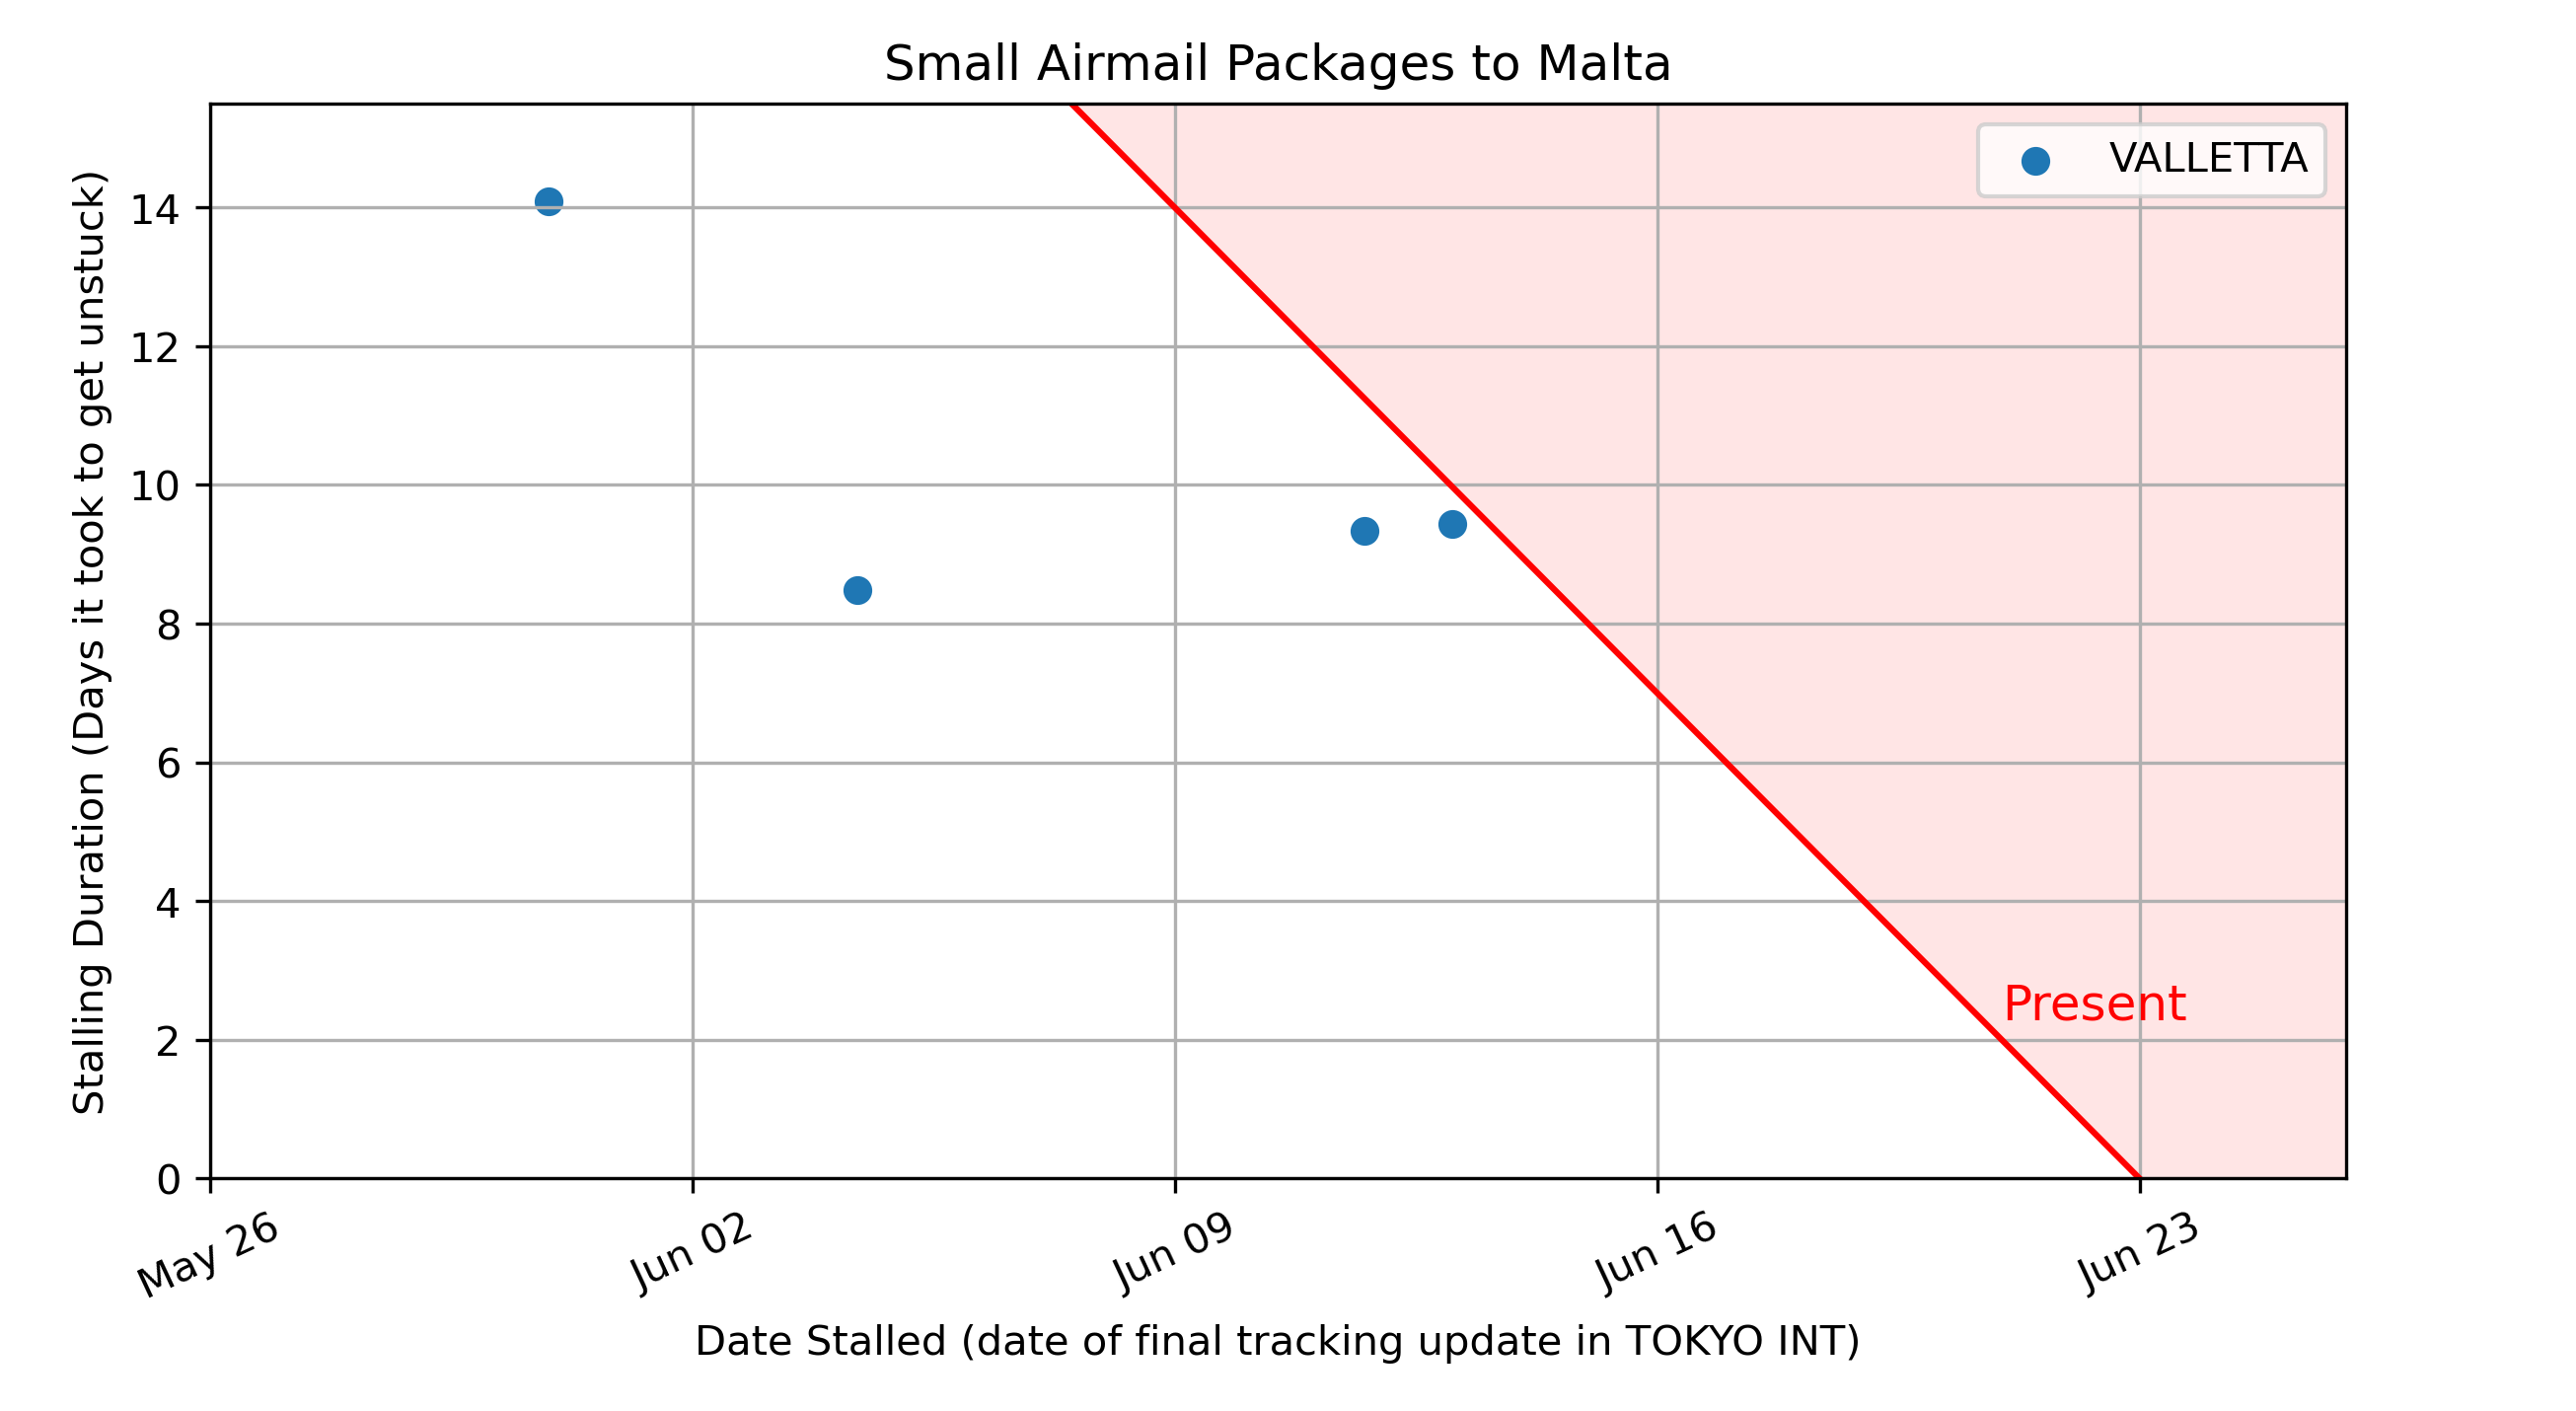 Small Airmail Packages to Malta
VALLETTA
Stalling Duration (Days it took to get unstuck)
14
12
10
8
6
4
2
0
Present
May 26
Jun 02
Jun 09
Jun 16
Jun 23
Date Stalled (date of final tracking update in TOKYO INT)